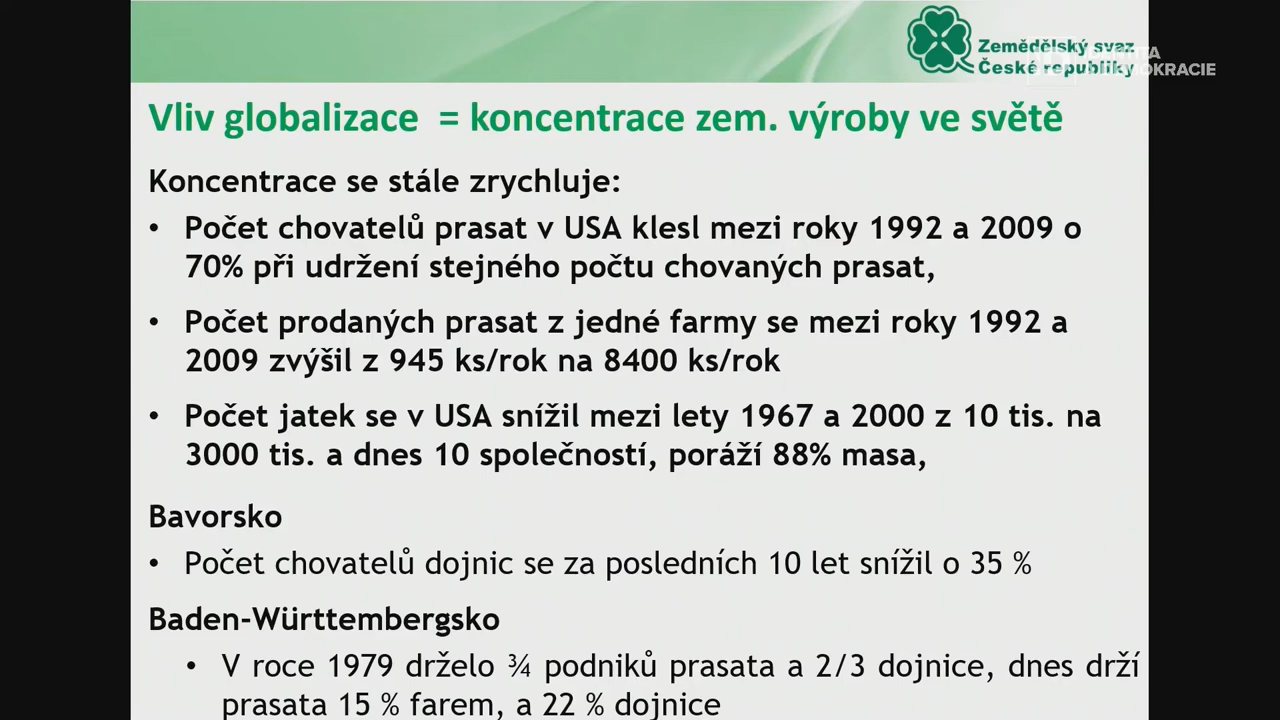 Zemědělský svaz
České republiky
Vliv globalizace = koncentrace zem. výroby ve světě
Koncentrace se stále zrychluje:
• Počet chovatelů prasat v USA klesl mezi roky 1992 a 2009 o
70% při udržení stejného počtu chovaných prasat,
• Počet prodaných prasat z jedné farmy se mezi roky 1992 a
2009 zvýšil z 945 ks/rok na 8400 ks/rok
• Počet jatek se v USA snížil mezi lety 1967 a 2000 z 10 tis. na
3000 tis. a dnes 10 společností, poráží 88% masa,
Bavorsko
• Počet chovatelů dojnic se za posledních 10 let snížil o 35 %
Baden-Württembergsko
• V roce 1979 drželo ¾ podniků prasata a 2/3 dojnice, dnes drží
prasata 15 % farem, a 22 % dojnice